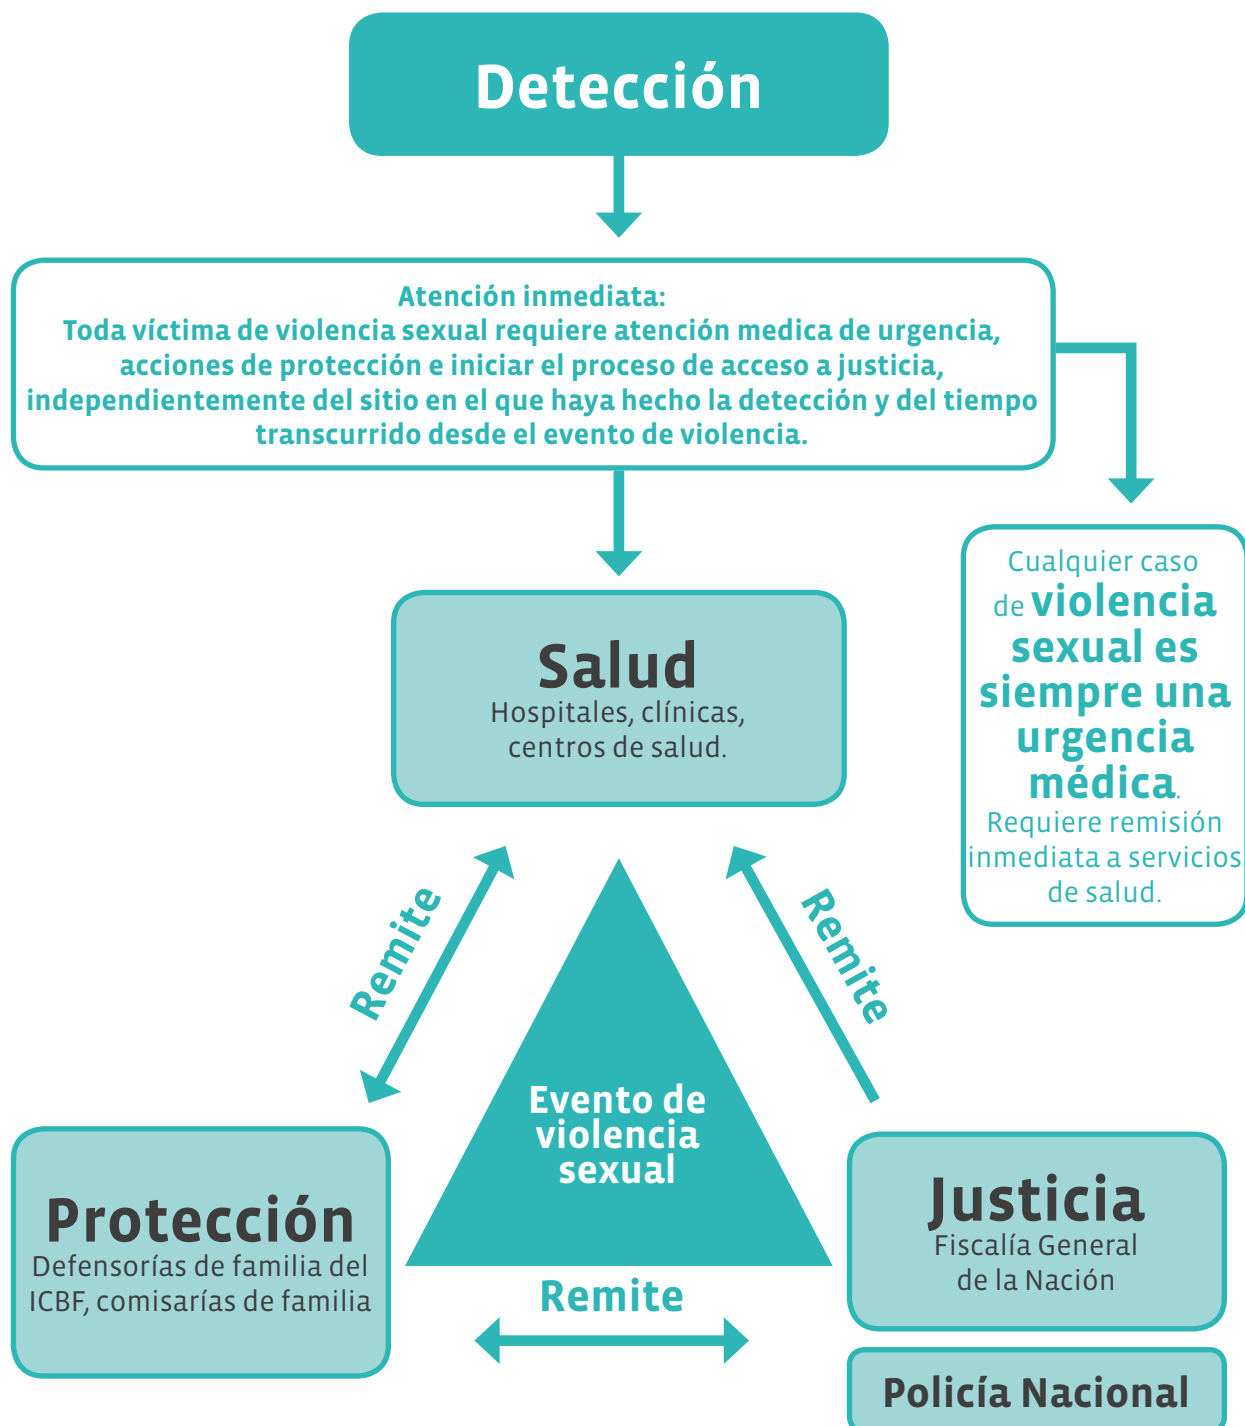 Detección
Atención inmediata:
Toda víctima de violencia sexual requiere atención medica de urgencia,
acciones de protección e iniciar el proceso de acceso a justicia,
independientemente del sitio en el que haya hecho la detección y del tiempo
transcurrido desde el evento de violencia.
Cualquier caso
de violencia
sexual es
siempre una
urgencia
médica.
Requiere remisión
inmediata a servicios
de salud.
Salud
Hospitales, clínicas,
centros de salud.
Remite
Remite
Evento de
violencia
sexual
Protección
Defensorías de familia del
ICBF, comisarías de familia
Remite
Justicia
Fiscalía General
de la Nación
Policía Nacional